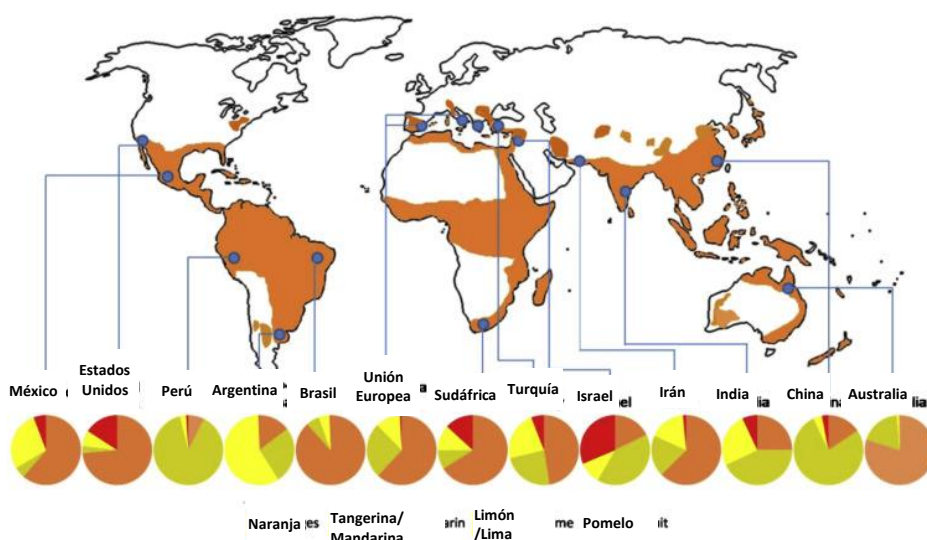 México
Estados
Unidos
Perú
Argentina
Brasil
Unión
Europea
Sudáfrica
Turquía
Israel
Irán
India
China
Australia
Naranja
Tangerina/
Mandarina
Limón
/Lima
Pomelo